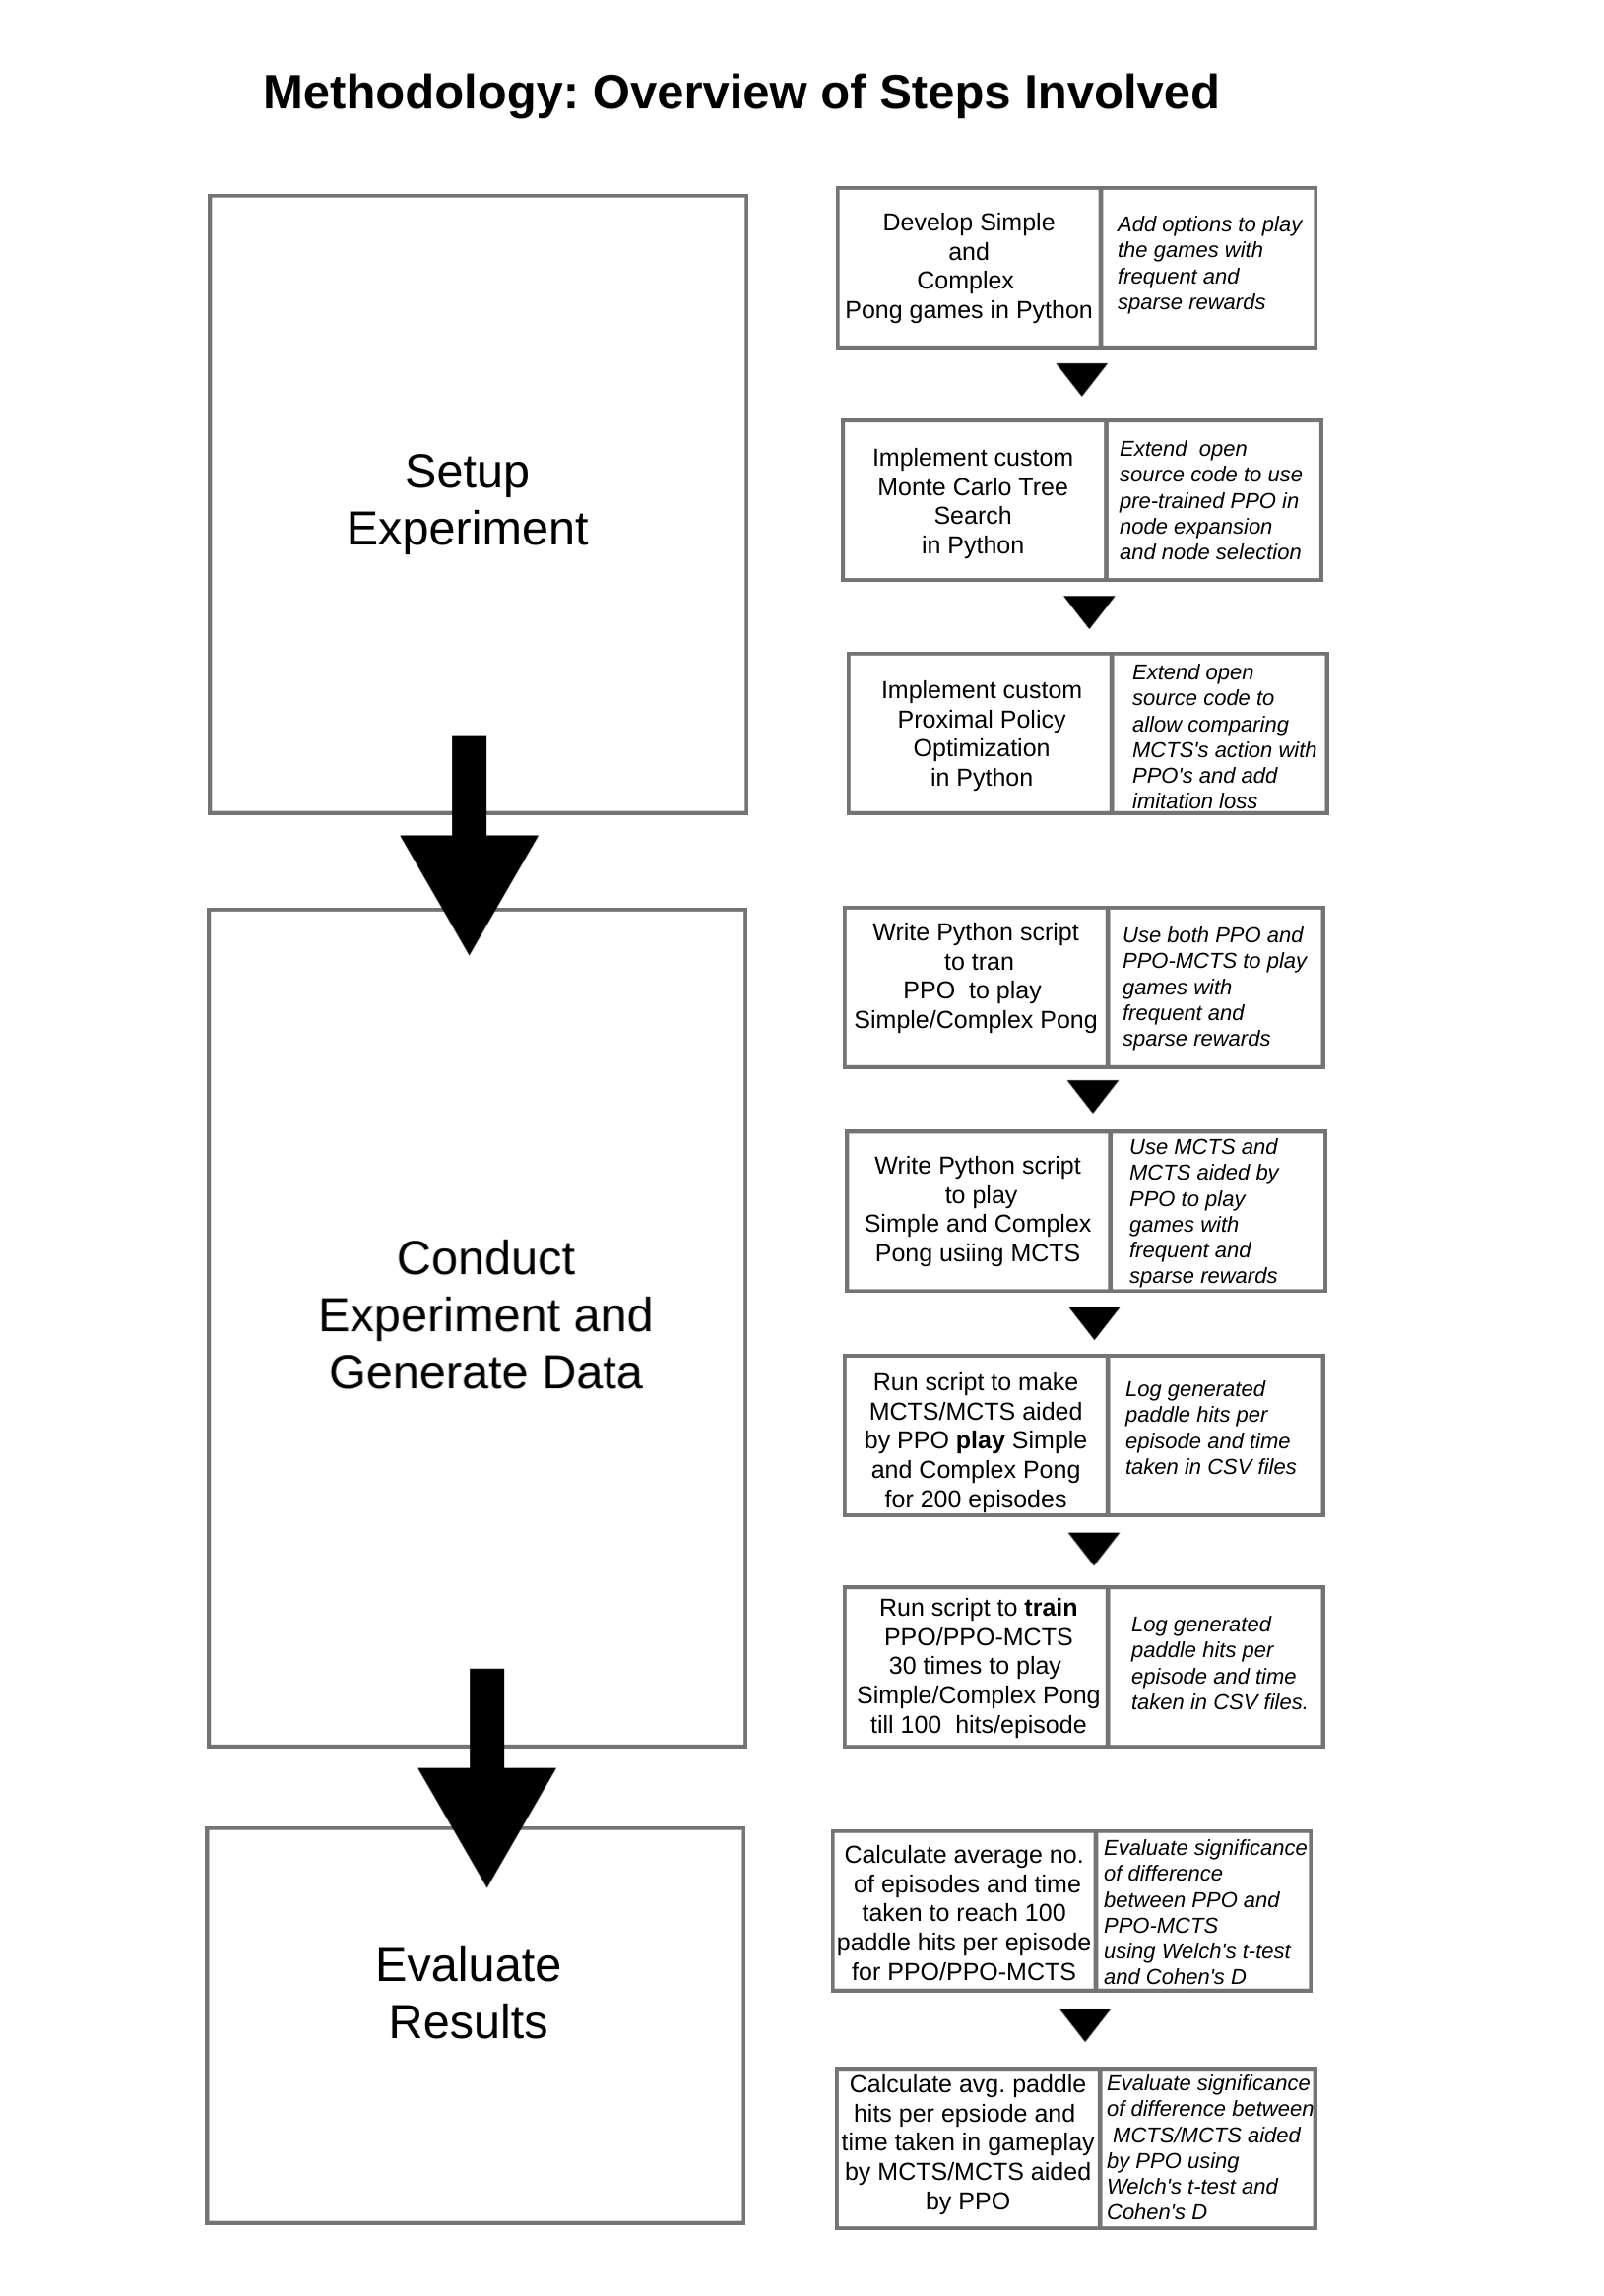 Methodology: Overview of Steps Involved
Setup
Experiment
Develop Simple
and
Complex
Pong games in Python
Add options to play
the games with
frequent and
sparse rewards
Implement custom
Monte Carlo Tree
Search
in Python
Extend  open
source code to use
pre-trained PPO in
node expansion
and node selection
Implement custom
Proximal Policy
Optimization
in Python
Extend open
source code to
allow comparing
MCTS's action with
PPO's and add
imitation loss
Conduct
Experiment and
Generate Data
Write Python script
to tran
PPO  to play
Simple/Complex Pong
Use both PPO and
PPO-MCTS to play
games with
frequent and
sparse rewards
Write Python script
to play
Simple and Complex
Pong usiing MCTS
Use MCTS and
MCTS aided by
PPO to play
games with
frequent and
sparse rewards
Run script to make
MCTS/MCTS aided
by PPO play Simple
and Complex Pong
for 200 episodes
Log generated
paddle hits per
episode and time
taken in CSV files
Run script to train
PPO/PPO-MCTS
30 times to play
Simple/Complex Pong
till 100  hits/episode
Log generated
paddle hits per
episode and time
taken in CSV files.
Evaluate
Results
Calculate average no.
of episodes and time
taken to reach 100
paddle hits per episode
for PPO/PPO-MCTS
Evaluate significance
of difference
between PPO and
PPO-MCTS
using Welch's t-test
and Cohen's D
Calculate avg. paddle
hits per epsiode and
time taken in gameplay
by MCTS/MCTS aided
by PPO
Evaluate significance
of difference between
MCTS/MCTS aided
by PPO using
Welch's t-test and
Cohen's D